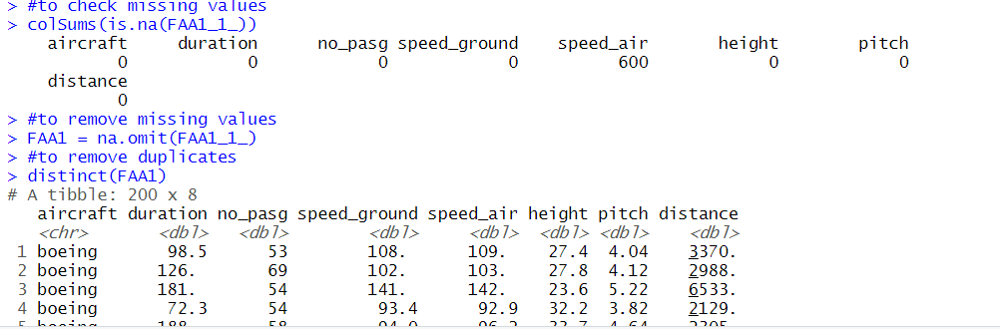 > #to check missing values
> colSums(is.na(FAA1_1_))
aircraft duration no_pasg speed_ground speed_air height pitch
0 0 0 0 600 0 0
distance
0
> #to remove missing values
> FAA1 = na.omit(FAA1_1_)
> #to remove duplicates
> distinct(FAA1)
# A tibble: 200 x 8
aircraft duration no_pasg speed_ground speed_air height pitch distance
<chr> <dbl> <dbl> <dbl> <dbl> <dbl> <dbl> <dbl>
1 boeing 98.5 53 108. 109. 27.4 4.04 3370.
2 boeing 126. 69 102. 103. 27.8 4.12 2988.
3 boeing 181. 54 141. 142. 23.6 5.22 6533.
4 boeing 72.3 54 93.4 92.9 32.2 3.82 2129.